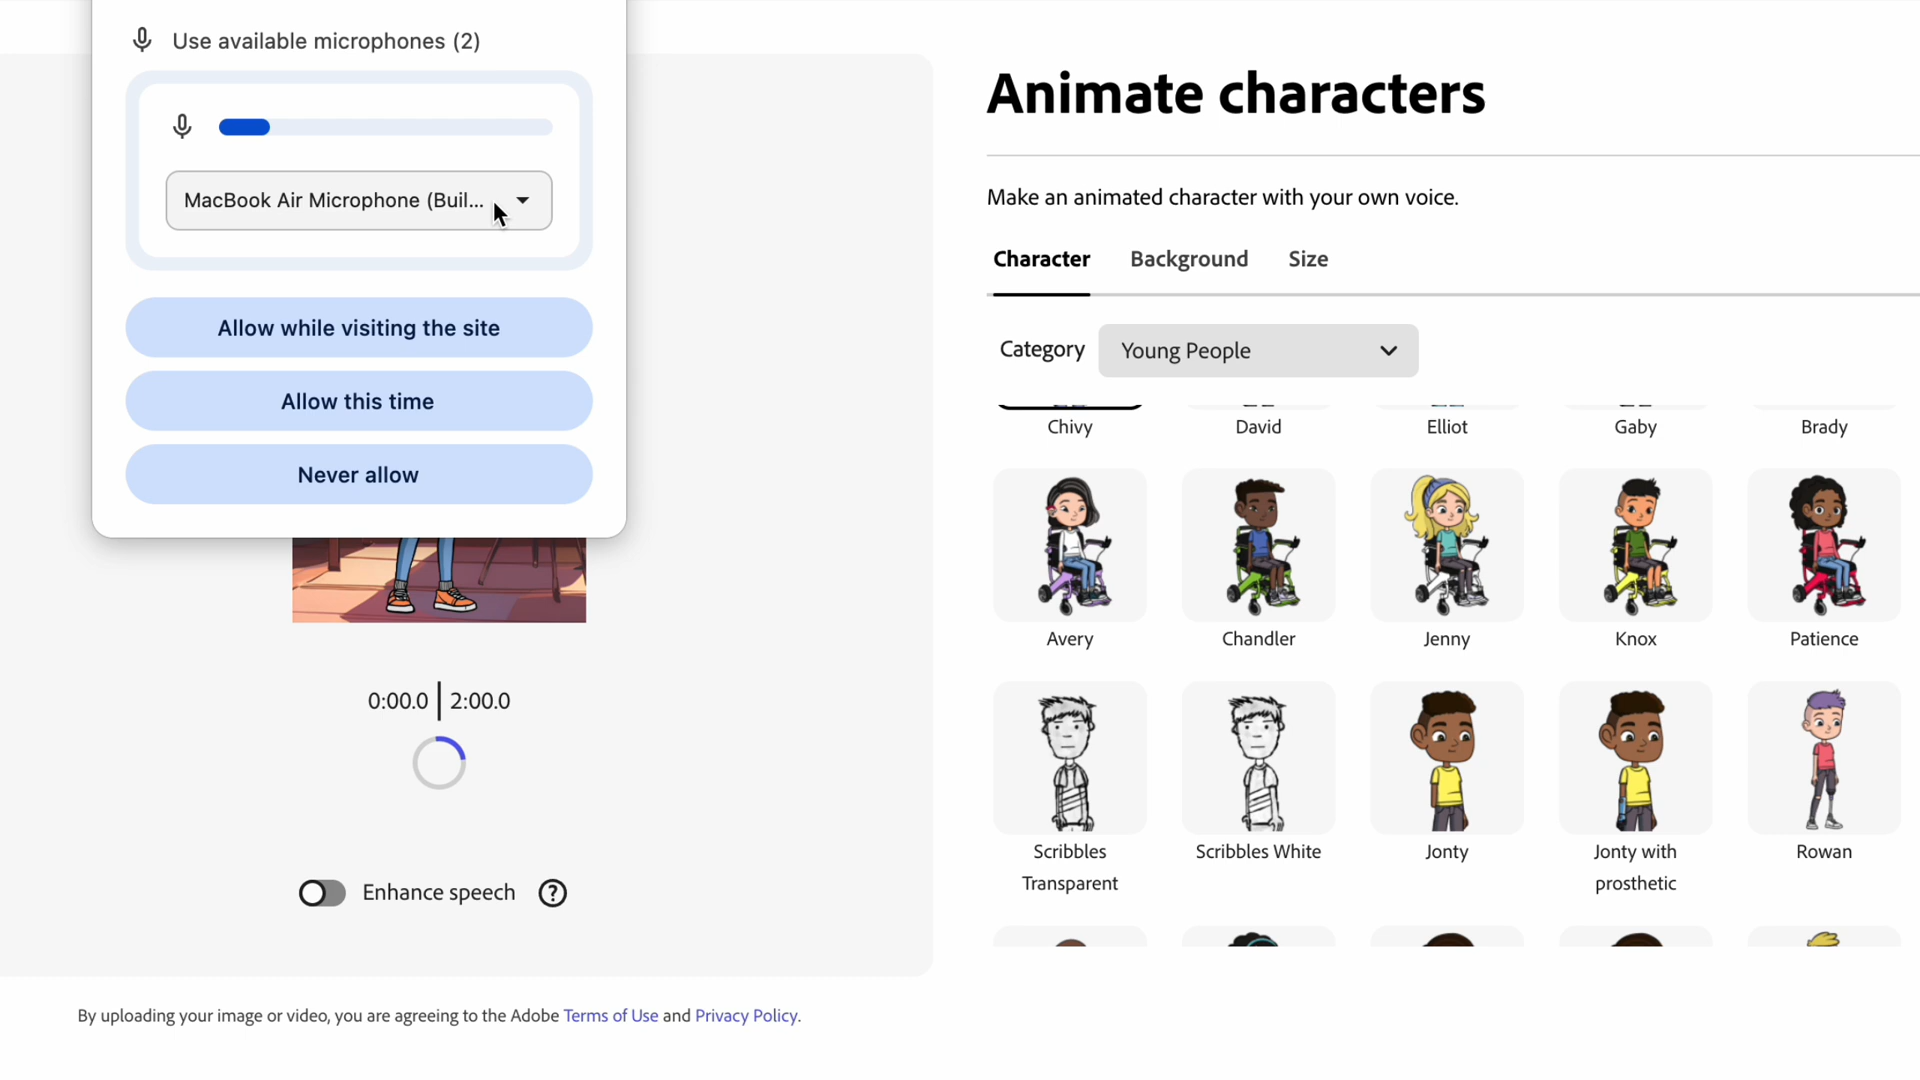 Use available microphones (2)
MacBook Air Microphone (Buil...
Allow while visiting the site
Allow this time
Never allow
0:00.0 | 2:00.0
Enhance speech
By uploading your image or video, you are agreeing to the Adobe Terms of Use and Privacy Policy.
Animate characters
Make an animated character with your own voice.
Character Background Size
Category Young People
Chivy David Elliot Gaby Brady
Avery Chandler Jenny Knox Patience
Scribbles Transparent
Scribbles White
Jonty
Jonty with prosthetic
Rowan